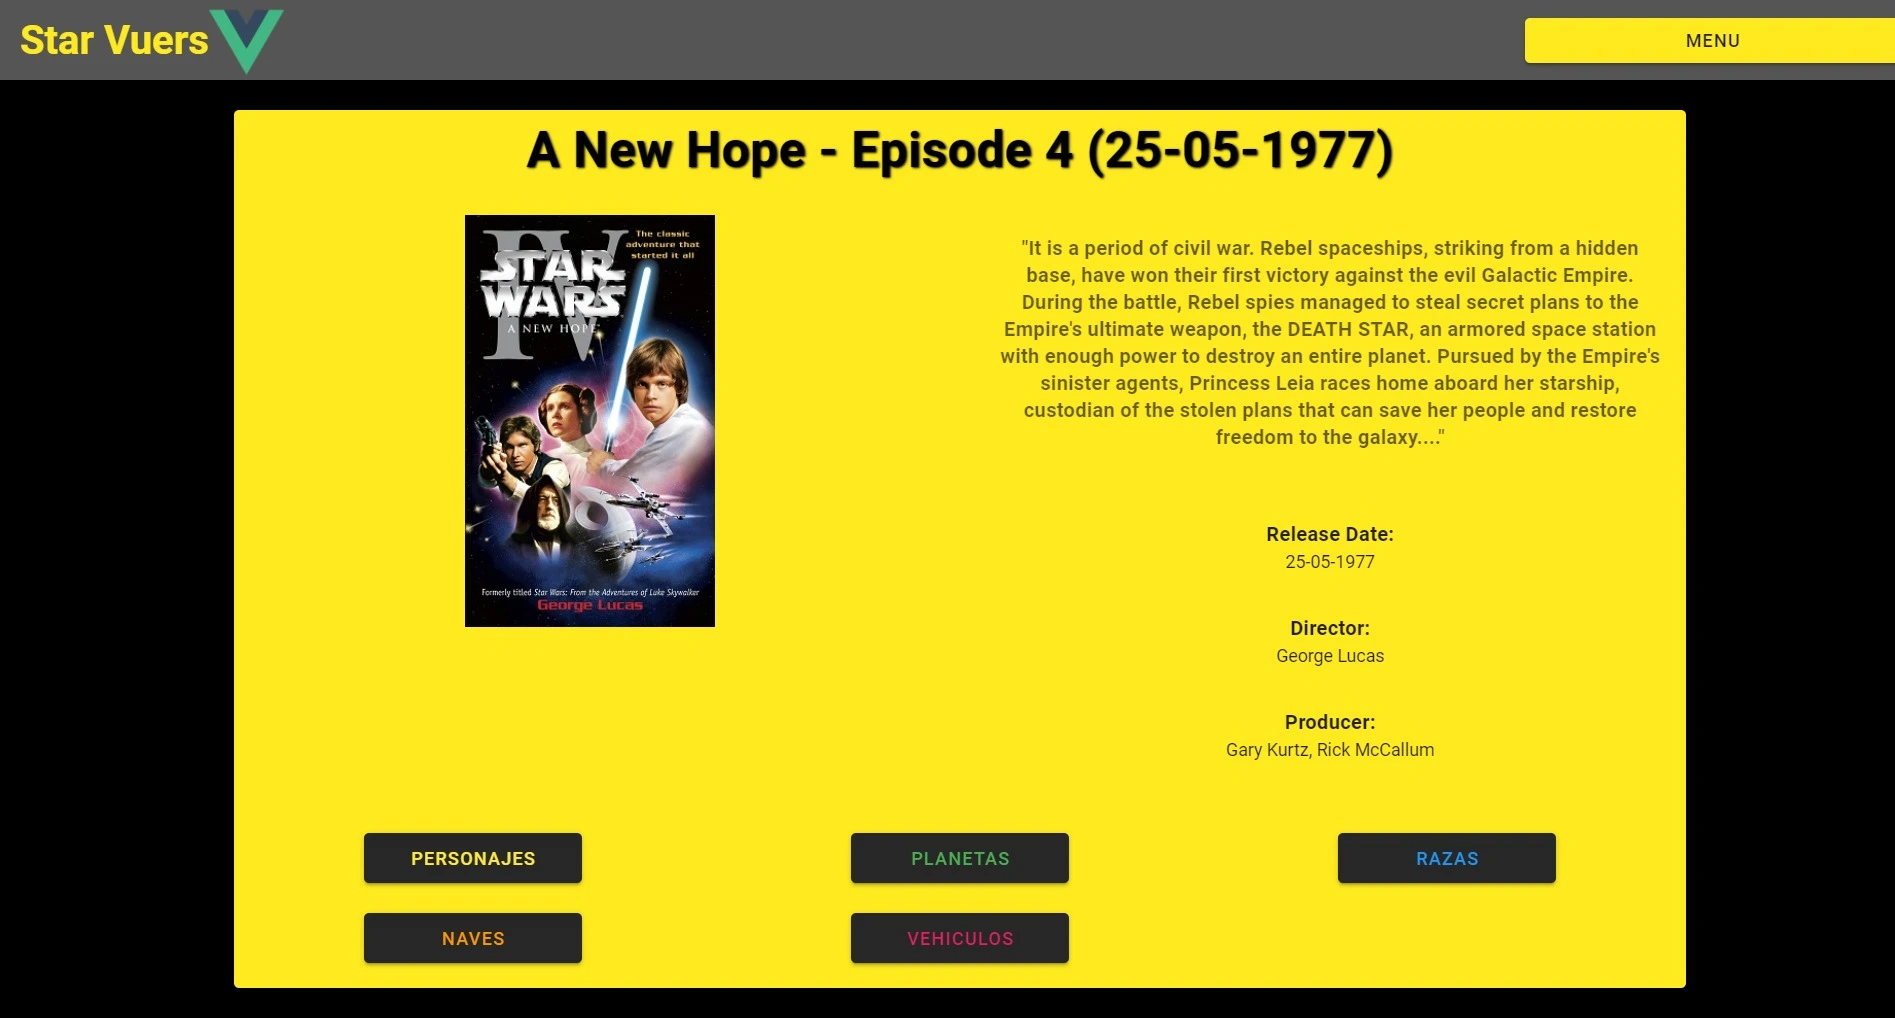 Star Vuers
MENU
A New Hope - Episode 4 (25-05-1977)
The classic
adventure that
started it all
IV
STAR
WARS
A NEW HOPE
Formerly titled Star Wars: From the Adventures of Luke Skywalker
George Lucas
"It is a period of civil war. Rebel spaceships, striking from a hidden
base, have won their first victory against the evil Galactic Empire.
During the battle, Rebel spies managed to steal secret plans to the
Empire's ultimate weapon, the DEATH STAR, an armored space station
with enough power to destroy an entire planet. Pursued by the Empire's
sinister agents, Princess Leia races home aboard her starship,
custodian of the stolen plans that can save her people and restore
freedom to the galaxy...."
Release Date:
25-05-1977
Director:
George Lucas
Producer:
Gary Kurtz, Rick McCallum
PERSONAJES
PLANETAS
RAZAS
NAVES
VEHICULOS